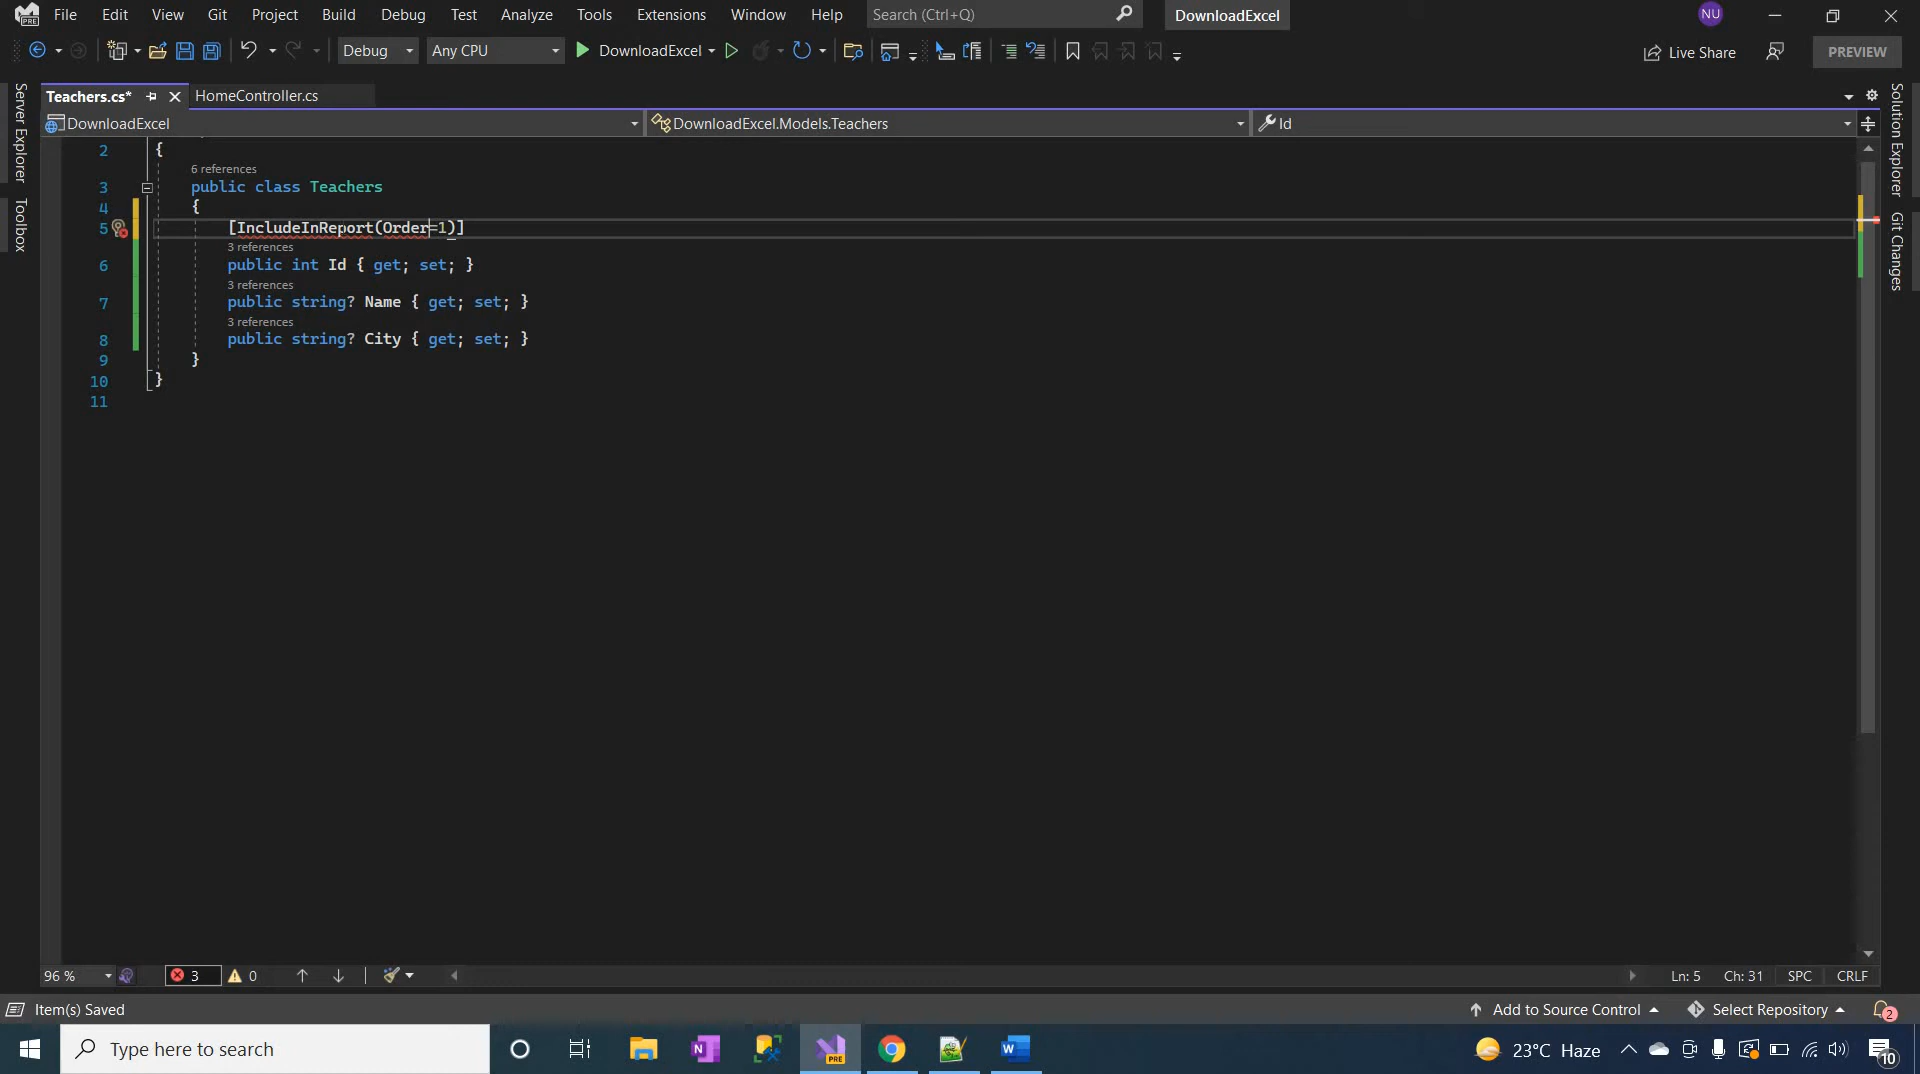 File Edit View Git Project Build Debug Test Analyze Tools Extensions Window Help Search (Ctrl+Q) DownloadExcel NU
Debug Any CPU DownloadExcel Live Share PREVIEW
Teachers.cs* HomeController.cs
DownloadExcel DownloadExcel.Models.Teachers Id
Server Explorer
Toolbox
Solution Explorer
Git Changes
2 {
6 references
3 public class Teachers
4 {
5 [IncludeInReport(Order=1)]
3 references
6 public int Id { get; set; }
3 references
7 public string? Name { get; set; }
3 references
8 public string? City { get; set; }
9 }
10 }
11
96 % 3 0 Ln: 5 Ch: 31 SPC CRLF
Item(s) Saved Add to Source Control Select Repository 2
Type here to search N PRE W 23°C Haze 10